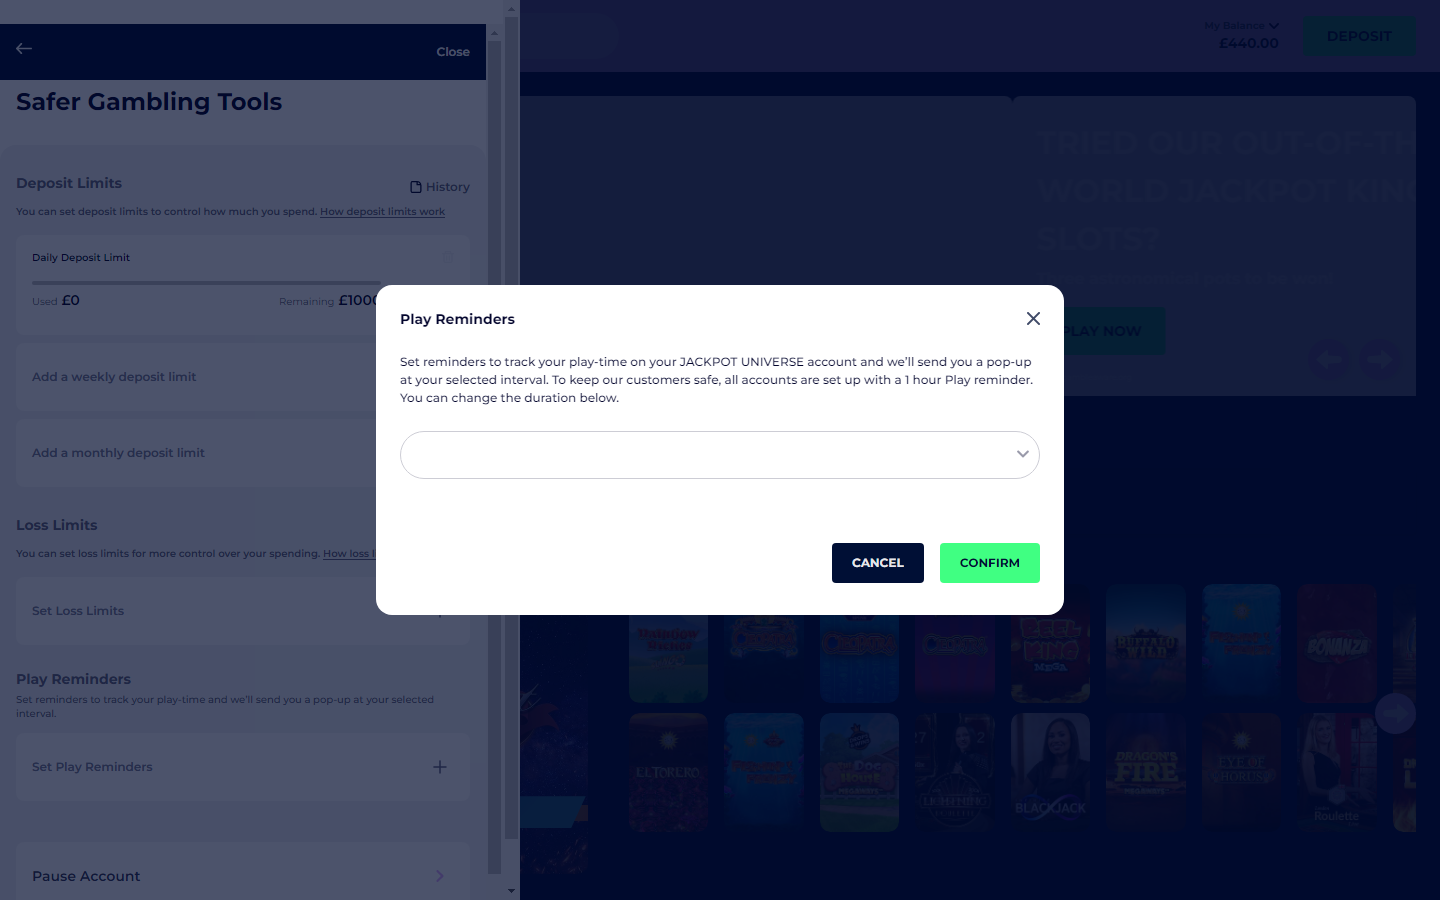 Close
My Balance
£440.00
DEPOSIT
Safer Gambling Tools
Deposit Limits
History
You can set deposit limits to control how much you spend. How deposit limits work
Daily Deposit Limit
Used £0
Remaining £1000
Add a weekly deposit limit
Add a monthly deposit limit
Loss Limits
You can set loss limits for more control over your spending. How loss
Set Loss Limits
Play Reminders
Set reminders to track your play-time and we'll send you a pop-up at your selected
interval.
Set Play Reminders
Pause Account
TRIED OUR OUT-OF-TH
WORLD JACKPOT KING
SLOTS?
PLAY NOW
Play Reminders
Set reminders to track your play-time on your JACKPOT UNIVERSE account and we'll send you a pop-up
at your selected interval. To keep our customers safe, all accounts are set up with a 1 hour Play reminder.
You can change the duration below.
CANCEL
CONFIRM
REEL
KING
MEGA
BUFFALO
WILD
BONANZA
EL TORERO
DOG
HOUSE
MEGAWAYS
LIGHTNING
BLACKJACK
DRAGON'S
FIRE
MEGAWAYS
EYE OF
HORUS
Roulette